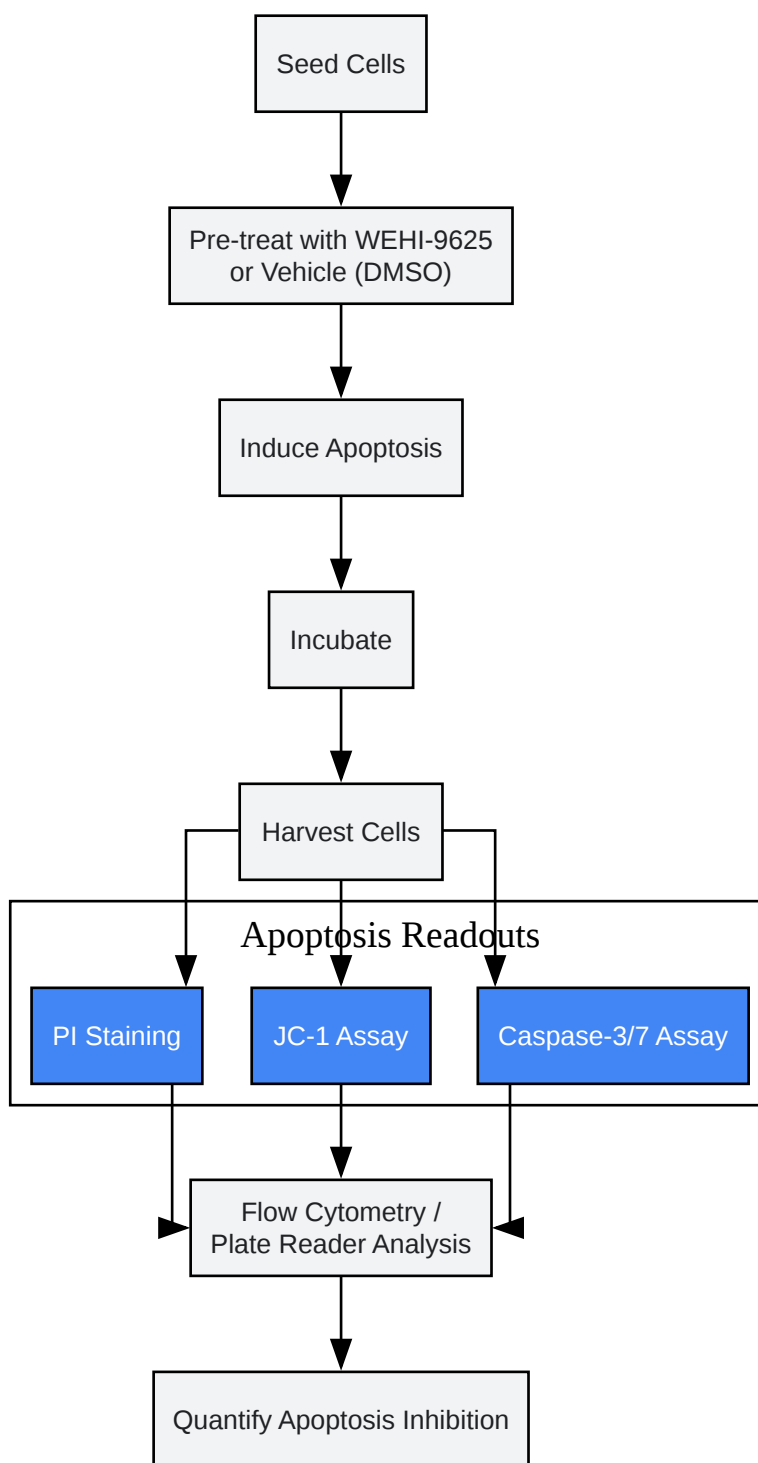 Seed Cells
Pre-treat with WEHI-9625
or Vehicle (DMSO)
Induce Apoptosis
Incubate
Harvest Cells
Apoptosis Readouts
PI Staining
JC-1 Assay
Caspase-3/7 Assay
Flow Cytometry /
Plate Reader Analysis
Quantify Apoptosis Inhibition